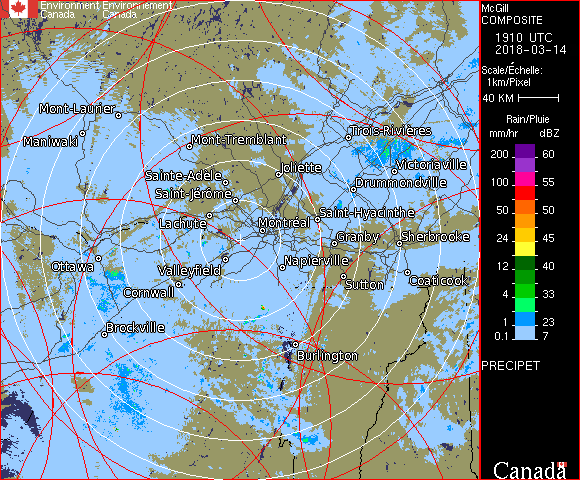 Environment Environnement
Canada Canada
McGill
COMPOSITE
1910 UTC
2018-03-14
Scale/Échelle:
1km/Pixel
40 KM
Rain/Pluie
mm/hr dBZ
200 60
100 55
50 50
24 45
12 40
4 33
1 23
0.1 7
PRECIPET
Canada
Mont-Laurier
Maniwaki
Mont-Tremblant
Trois-Rivières
Joliette
Victoriaville
Sainte-Adèle
Drummondville
Saint-Jérôme
Saint-Hyacinthe
Lachute
Montréal
Granby
Sherbrooke
Ottawa
Valleyfield
Napierville
Cornwall
Sutton
Coaticook
Brockville
Burlington